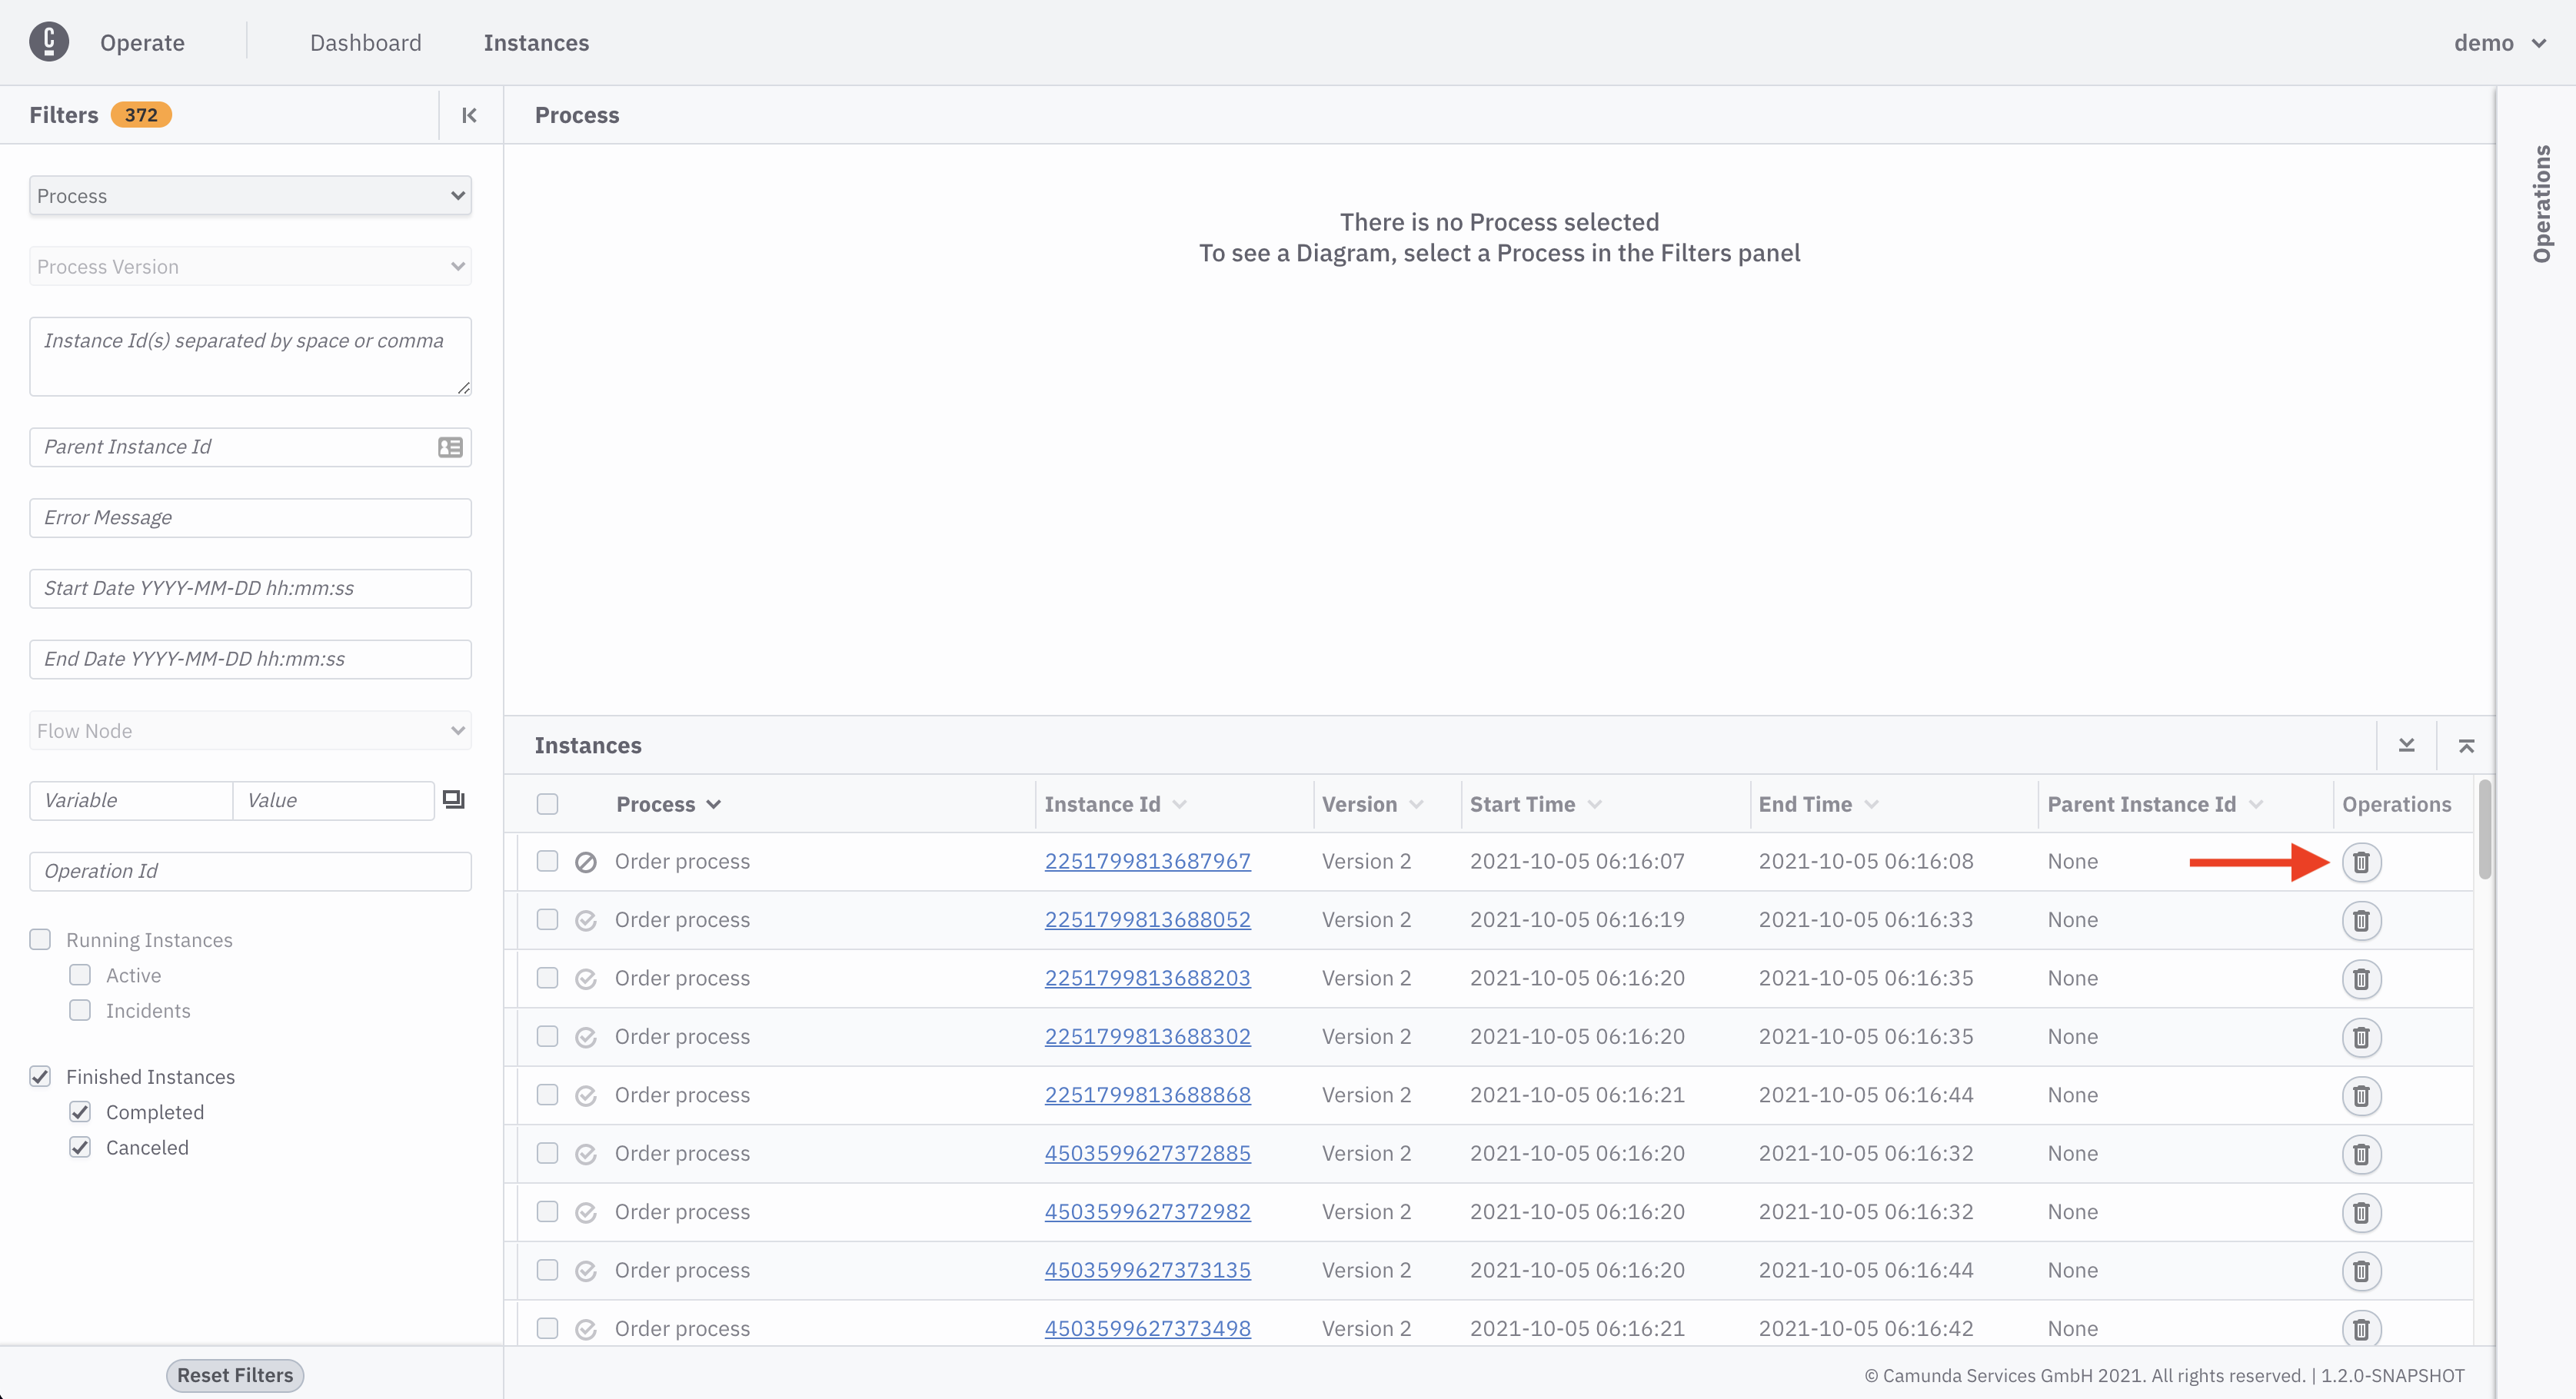 Operate
Dashboard
Instances
demo
Filters 372
Process
Process Version
Instance Id(s) separated by space or comma
Parent Instance Id
Error Message
Start Date YYYY-MM-DD hh:mm:ss
End Date YYYY-MM-DD hh:mm:ss
Flow Node
Variable Value
Operation Id
Running Instances
Active
Incidents
Finished Instances
Completed
Canceled
Reset Filters
Process
There is no Process selected
To see a Diagram, select a Process in the Filters panel
Operations
Instances
Process Instance Id Version Start Time End Time Parent Instance Id Operations
Order process 2251799813687967 Version 2 2021-10-05 06:16:07 2021-10-05 06:16:08 None
Order process 2251799813688052 Version 2 2021-10-05 06:16:19 2021-10-05 06:16:33 None
Order process 2251799813688203 Version 2 2021-10-05 06:16:20 2021-10-05 06:16:35 None
Order process 2251799813688302 Version 2 2021-10-05 06:16:20 2021-10-05 06:16:35 None
Order process 2251799813688868 Version 2 2021-10-05 06:16:21 2021-10-05 06:16:44 None
Order process 4503599627372885 Version 2 2021-10-05 06:16:20 2021-10-05 06:16:32 None
Order process 4503599627372982 Version 2 2021-10-05 06:16:20 2021-10-05 06:16:32 None
Order process 4503599627373135 Version 2 2021-10-05 06:16:20 2021-10-05 06:16:44 None
Order process 4503599627373498 Version 2 2021-10-05 06:16:21 2021-10-05 06:16:42 None
© Camunda Services GmbH 2021. All rights reserved. | 1.2.0-SNAPSHOT